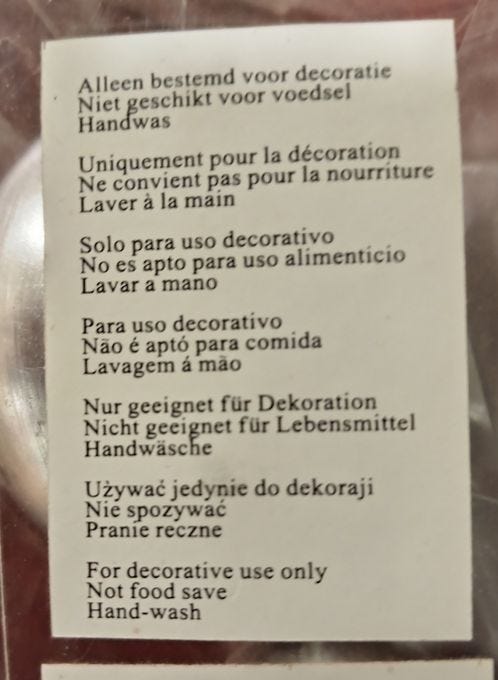 Alleen bestemd voor decoratie
Niet geschikt voor voedsel
Handwas
Uniquement pour la décoration
Ne convient pas pour la nourriture
Laver à la main
Solo para uso decorativo
No es apto para uso alimenticio
Lavar a mano
Para uso decorativo
Não é aptó para comida
Lavagem á mão
Nur geeignet für Dekoration
Nicht geeignet für Lebensmittel
Handwäsche
Używać jedynie do dekoraji
Nie spozywać
Pranie reczne
For decorative use only
Not food save
Hand-wash